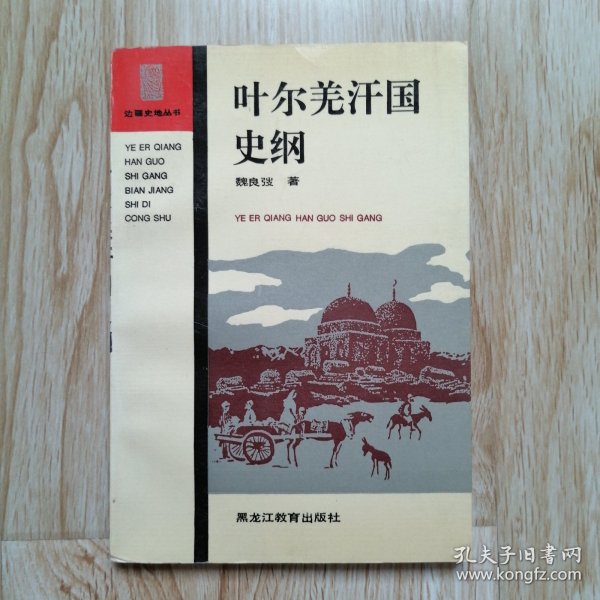 边疆史地丛书
YE ER QIANG
HAN GUO
SHI GANG
BIAN JIANG
SHI DI
CONG SHU
叶尔羌汗国
史纲
魏良弢 著
YE ER QIANG HAN GUO SHI GANG
黑龙江教育出版社
孔夫子旧书网
www.kongfz.com